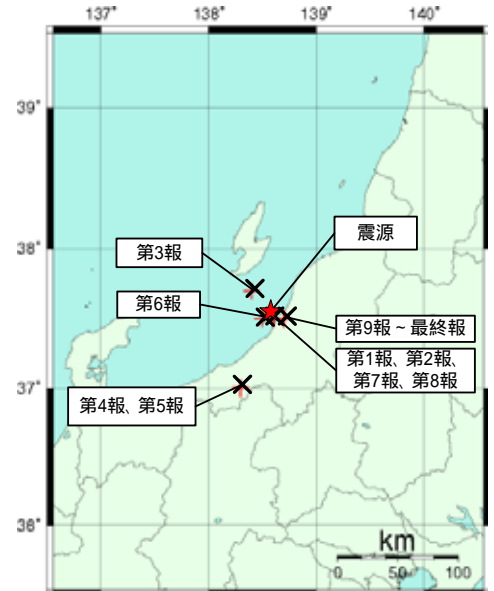 137° 138° 139° 140°
39°
38°
37°
36°
震源
第3報
第6報
第9報 ~ 最終報
第1報、第2報、
第7報、第8報
第4報、第5報
km
0 50 100